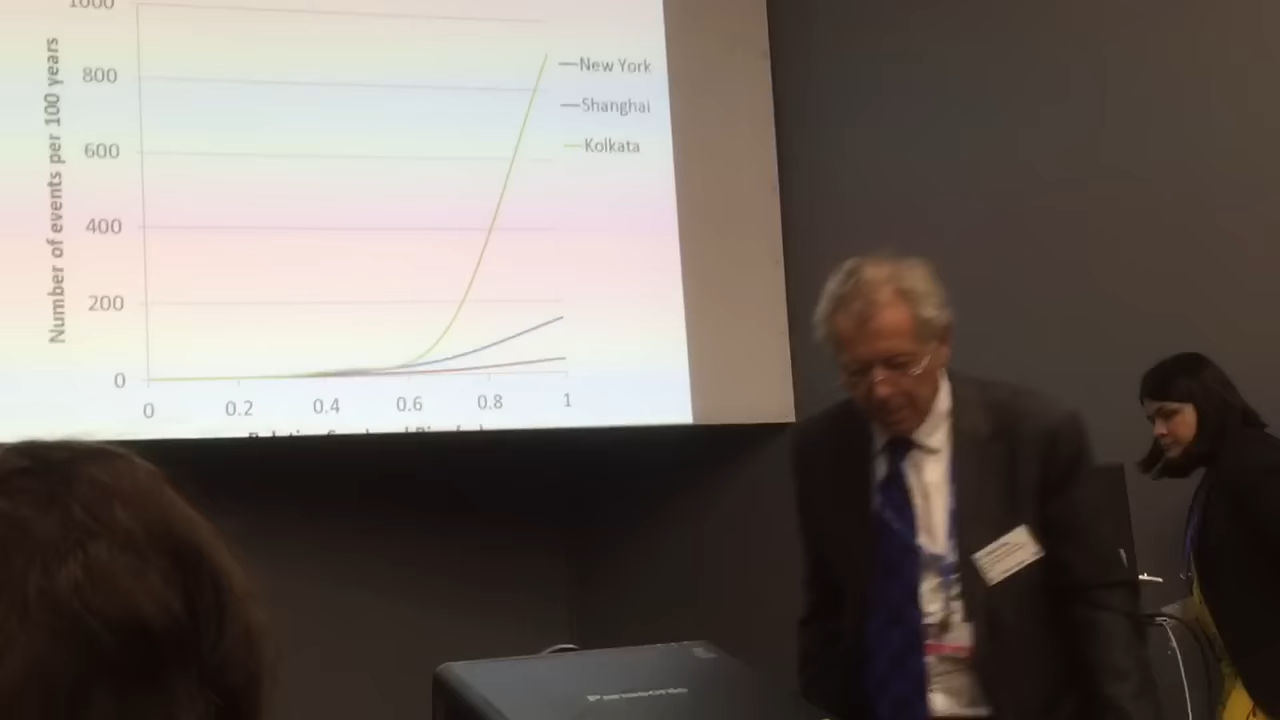 1000
Number of events per 100 years
800
600
400
200
0
New York
Shanghai
Kolkata
0
0.2
0.4
0.6
0.8
1
Panasonic